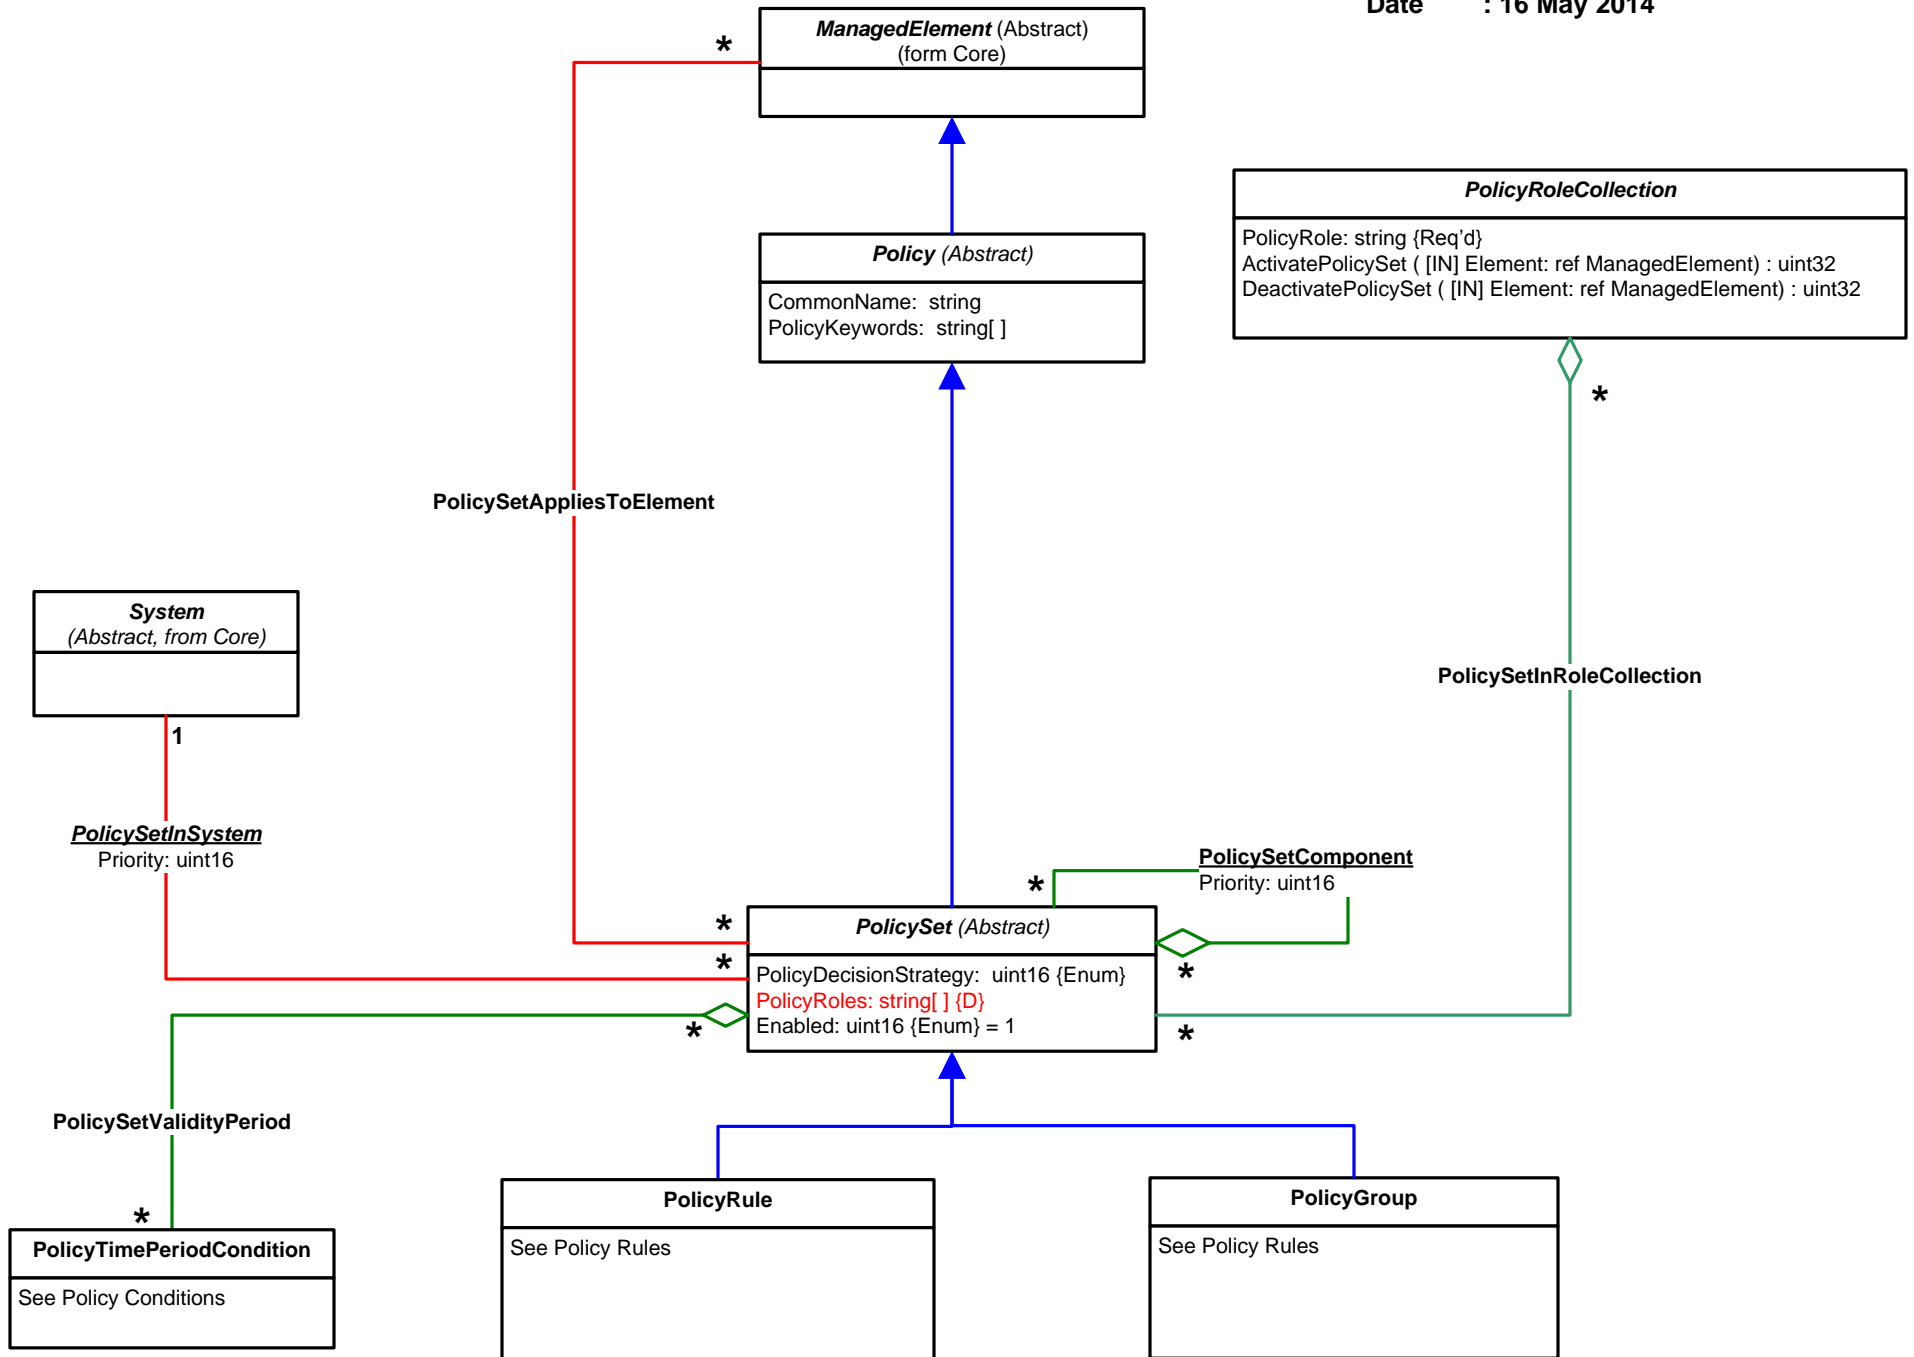 Date : 16 May 2014
ManagedElement (Abstract)
(form Core)
*
PolicyRoleCollection
PolicyRole: string {Req'd}
ActivatePolicySet ( [IN] Element: ref ManagedElement) : uint32
DeactivatePolicySet ( [IN] Element: ref ManagedElement) : uint32
*
Policy (Abstract)
CommonName: string
PolicyKeywords: string[ ]
PolicySetAppliesToElement
System
(Abstract, from Core)
1
PolicySetInRoleCollection
PolicySetInSystem
Priority: uint16
PolicySetComponent
Priority: uint16
*
*
*
PolicySet (Abstract)
PolicyDecisionStrategy: uint16 {Enum}
PolicyRoles: string[ ] {D}
Enabled: uint16 {Enum} = 1
*
*
*
PolicySetValidityPeriod
*
PolicyTimePeriodCondition
See Policy Conditions
PolicyRule
See Policy Rules
PolicyGroup
See Policy Rules